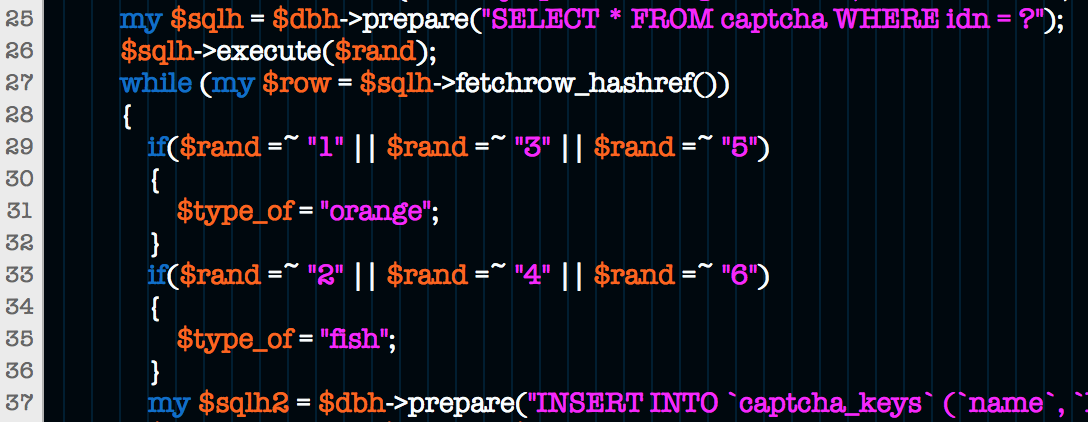 25 my $sqlh = $dbh->prepare("SELECT * FROM captcha WHERE idn = ?");
26 $sqlh->execute($rand);
27 while (my $row = $sqlh->fetchrow_hashref())
28 {
29 if($rand =~ "1" || $rand =~ "3" || $rand =~ "5")
30 {
31 $type_of = "orange";
32 }
33 if($rand =~ "2" || $rand =~ "4" || $rand =~ "6")
34 {
35 $type_of = "fish";
36 }
37 my $sqlh2 = $dbh->prepare("INSERT INTO `captcha_keys` (`name`, `